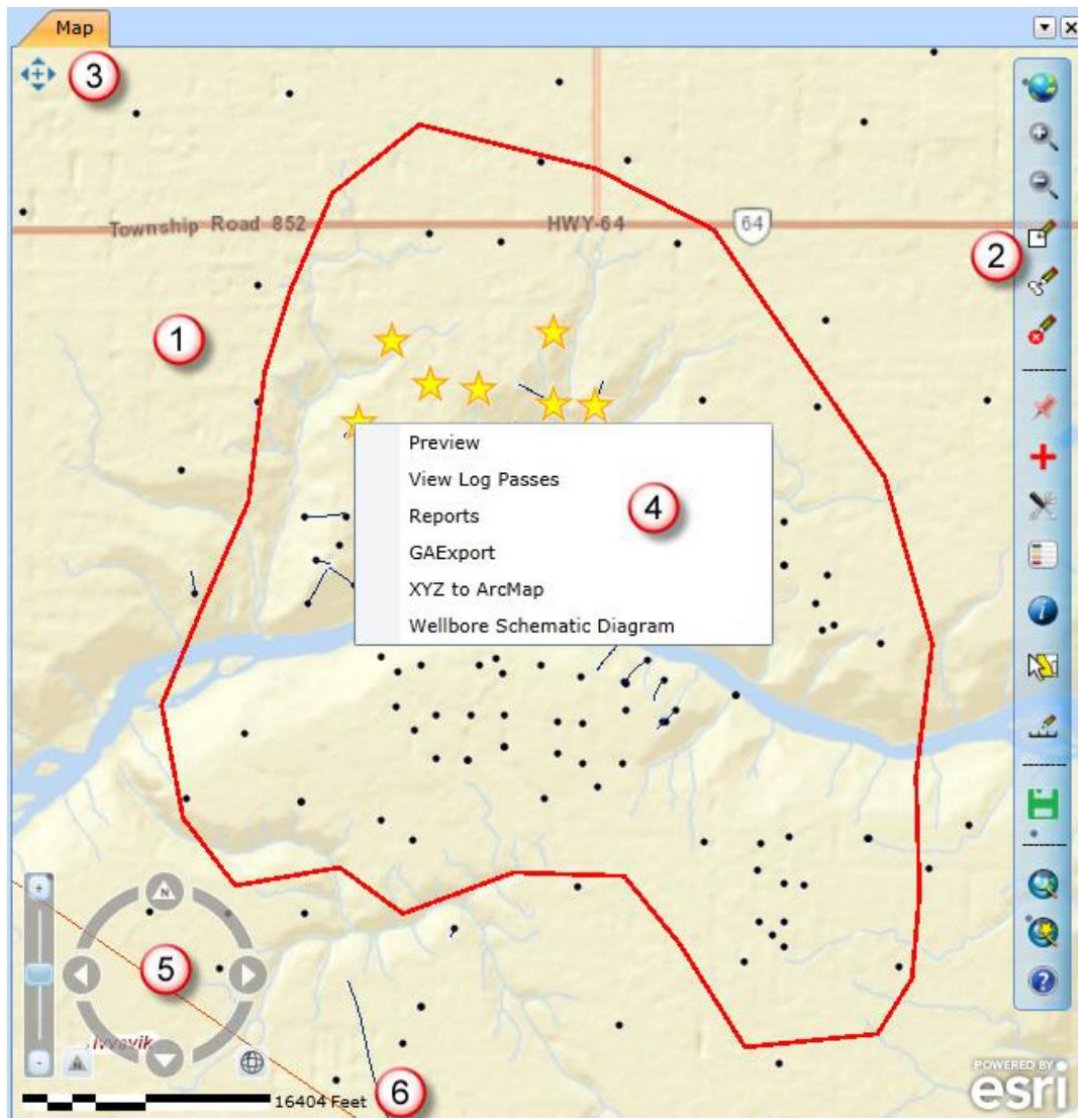 Map
3
Township Road 852
HWY-64
64
2
1
Preview
View Log Passes
Reports
4
GAExport
XYZ to ArcMap
Wellbore Schematic Diagram
N
5
16404 Feet
6
POWERED BY
esri